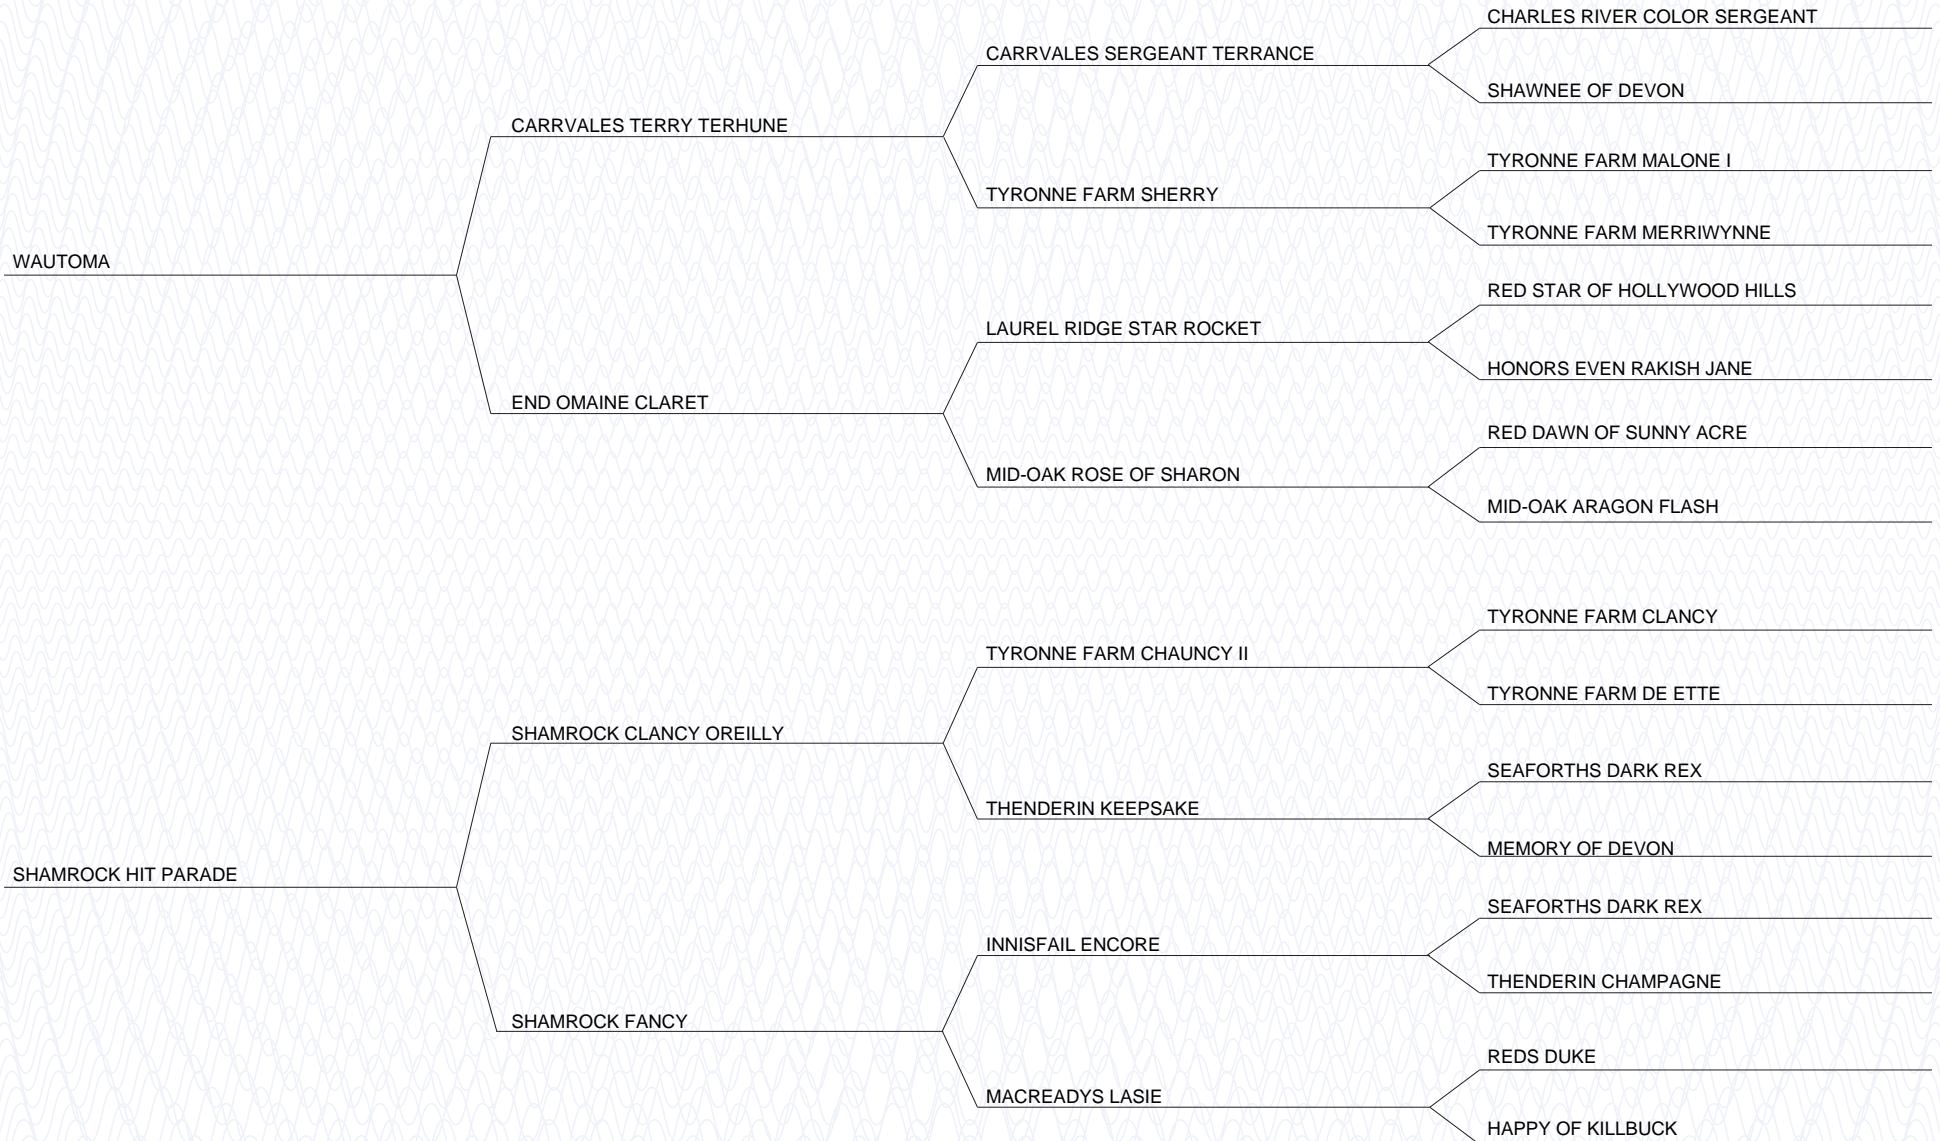 WAUTOMA
CARRVALES TERRY TERHUNE
CARRVALES SERGEANT TERRANCE
CHARLES RIVER COLOR SERGEANT
SHAWNEE OF DEVON
TYRONNE FARM SHERRY
TYRONNE FARM MALONE I
TYRONNE FARM MERRIWYNNE
END OMAINE CLARET
LAUREL RIDGE STAR ROCKET
RED STAR OF HOLLYWOOD HILLS
HONORS EVEN RAKISH JANE
MID-OAK ROSE OF SHARON
RED DAWN OF SUNNY ACRE
MID-OAK ARAGON FLASH
SHAMROCK HIT PARADE
SHAMROCK CLANCY OREILLY
TYRONNE FARM CHAUNCY II
TYRONNE FARM CLANCY
TYRONNE FARM DE ETTE
THENDERIN KEEPSAKE
SEAFORTHS DARK REX
MEMORY OF DEVON
SHAMROCK FANCY
INNISFAIL ENCORE
SEAFORTHS DARK REX
THENDERIN CHAMPAGNE
MACREADYS LASIE
REDS DUKE
HAPPY OF KILLBUCK